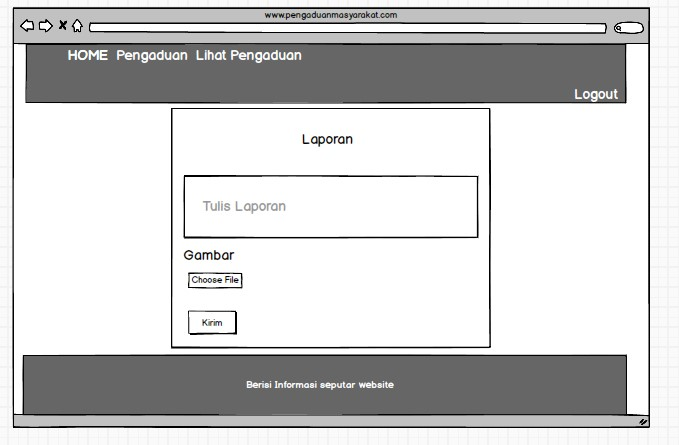 www.pengaduanmasyarakat.com
HOME Pengaduan Lihat Pengaduan
Logout
Laporan
Tulis Laporan
Gambar
Choose File
Kirim
Berisi Informasi seputar website